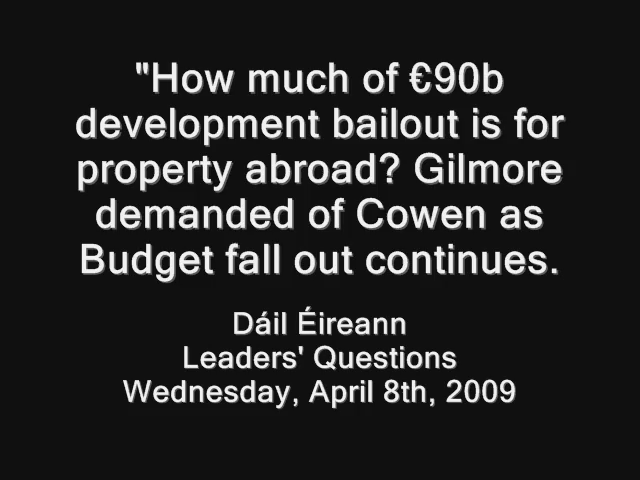 "How much of €90b
development bailout is for
property abroad? Gilmore
demanded of Cowen as
Budget fall out continues.
Dáil Éireann
Leaders' Questions
Wednesday, April 8th, 2009